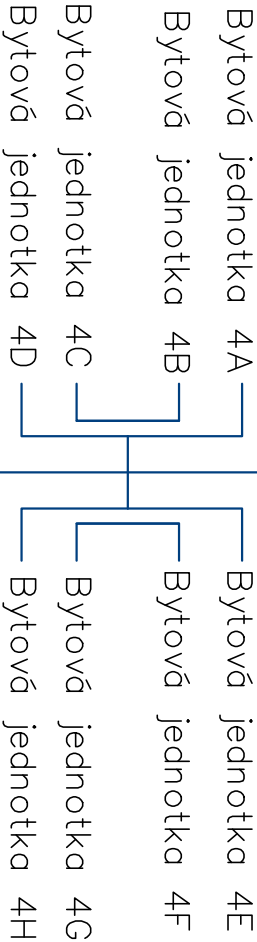 Bytová jednotka 4A
Bytová jednotka 4B
Bytová jednotka 4C
Bytová jednotka 4D
Bytová jednotka 4E
Bytová jednotka 4F
Bytová jednotka 4G
Bytová jednotka 4H